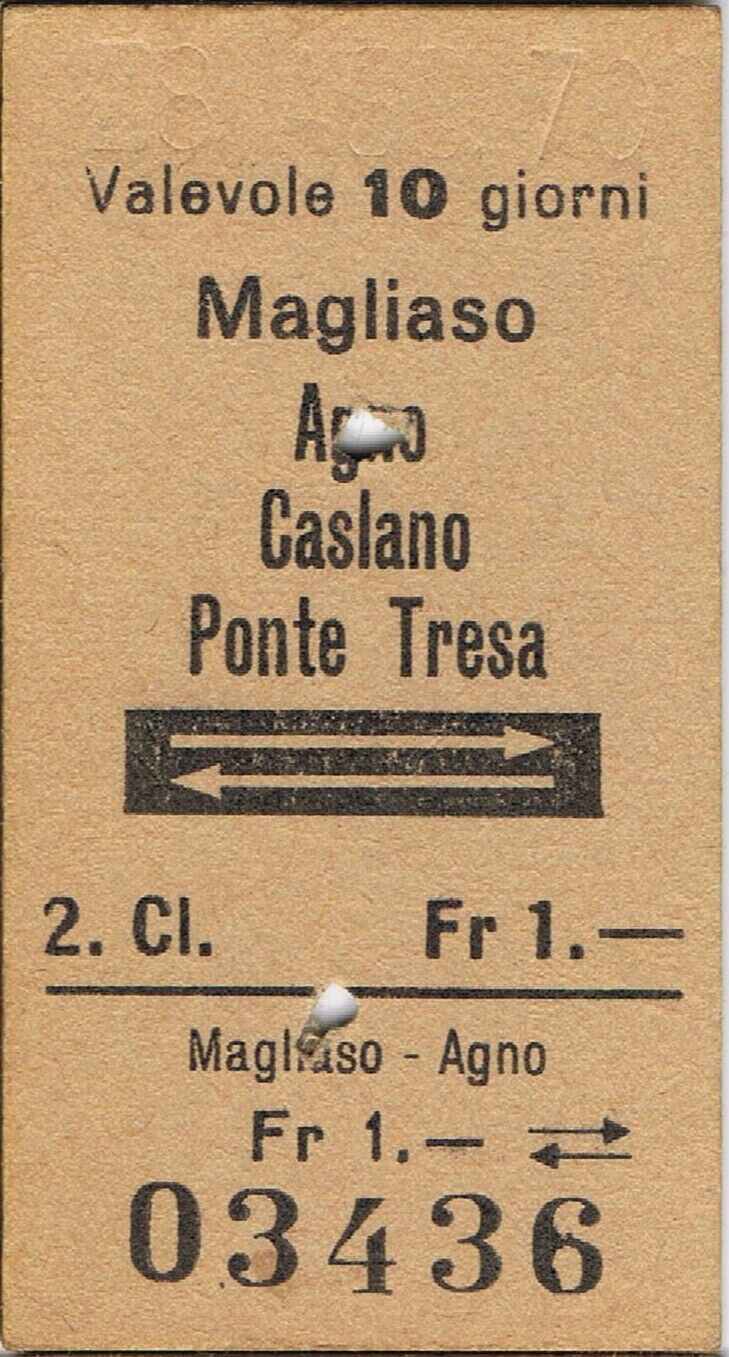 Valevole 10 giorni
Magliaso
Agno
Caslano
Ponte Tresa
2. Cl. Fr 1.—
Magliaso - Agno
Fr 1.—
03436